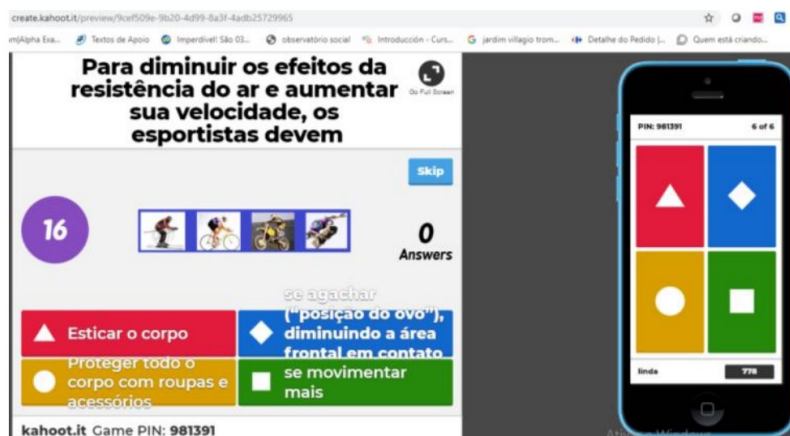 create.kahoot.it/preview/9cef509e-9b20-4d99-8a3f-4adb25729965
Textos de Apoio
Imperdível! São 03...
observatório social
Introducción - Curs...
jardim villagio trom...
Detalhe do Pedido |...
Quem está criando...
Para diminuir os efeitos da
resistência do ar e aumentar
sua velocidade, os
esportistas devem
Go Full Screen
Skip
16
0
Answers
Esticar o corpo
se agachar
("posição do ovo"),
diminuindo a área
frontal em contato
Proteger todo o
corpo com roupas e
acessórios
se movimentar
mais
kahoot.it Game PIN: 981391
PIN: 981391
6 of 6
linda
778